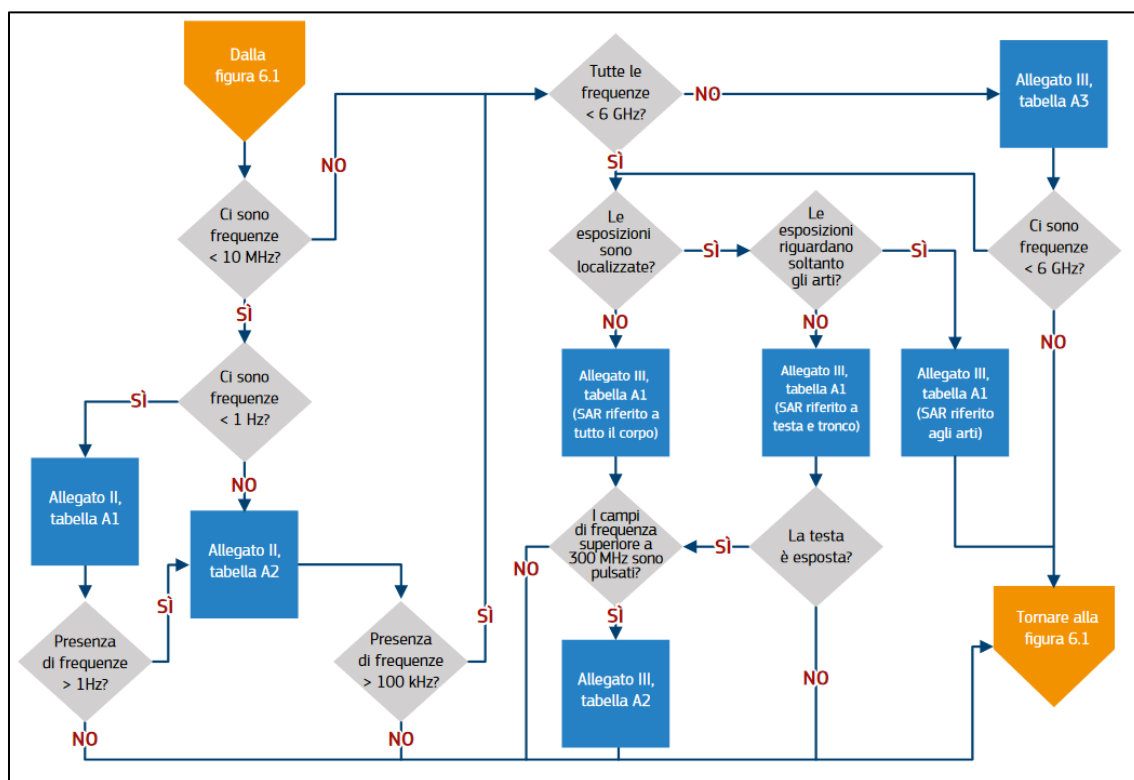 Dalla
figura 6.1
Tutte le
frequenze
< 6 GHz?
NO
Allegato III,
tabella A3
NO
SÌ
Ci sono
frequenze
< 10 MHz?
Le
esposizioni
sono
localizzate?
SÌ
Le
esposizioni
riguardano
soltanto
gli arti?
SÌ
Ci sono
frequenze
< 6 GHz?
SÌ
NO
NO
NO
Ci sono
frequenze
< 1 Hz?
SÌ
Allegato III,
tabella A1
(SAR riferito a
tutto il corpo)
Allegato III,
tabella A1
(SAR riferito a
testa e tronco)
Allegato III,
tabella A1
(SAR riferito
agli arti)
NO
Allegato II,
tabella A1
Allegato II,
tabella A2
I campi
di frequenza
superiore a
300 MHz sono
pulsati?
SÌ
La testa
è esposta?
NO
SÌ
SÌ
SÌ
Presenza
di frequenze
> 1Hz?
Presenza
di frequenze
> 100 kHz?
Allegato III,
tabella A2
NO
Tornare alla
figura 6.1
NO
NO